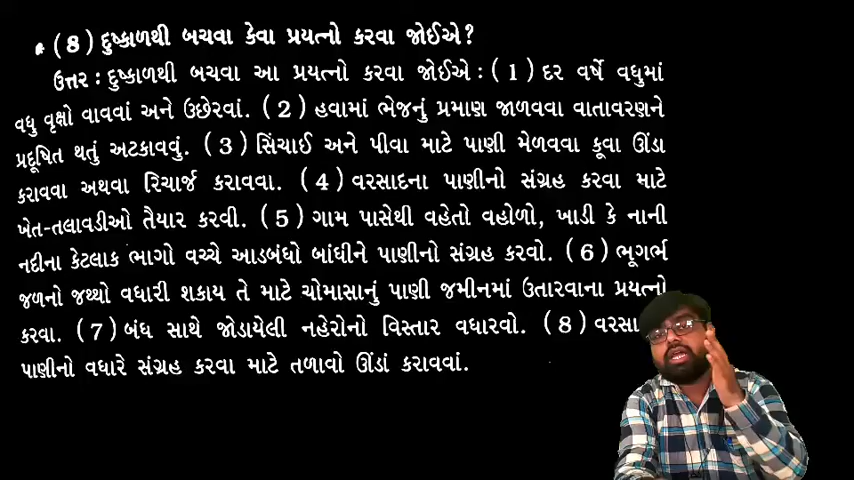 * (8) દુષ્કાળથી બચવા કેવા પ્રયત્નો કરવા જોઈએ?
ઉત્તર : દુષ્કાળથી બચવા આ પ્રયત્નો કરવા જોઈએ : (1) દર વર્ષે વધુમાં
વધુ વૃક્ષો વાવવાં અને ઉછેરવાં. (2) હવામાં ભેજનું પ્રમાણ જાળવવા વાતાવરણને
પ્રદૂષિત થતું અટકાવવું. (3) સિંચાઈ અને પીવા માટે પાણી મેળવવા કૂવા ઊંડા
કરાવવા અથવા રિચાર્જ કરાવવા. (4) વરસાદના પાણીનો સંગ્રહ કરવા માટે
ખેત-તલાવડીઓ તૈયાર કરવી. (5) ગામ પાસેથી વહેતો વહોળો, ખાડી કે નાની
નદીના કેટલાક ભાગો વચ્ચે આડબંધો બાંધીને પાણીનો સંગ્રહ કરવો. (6) ભૂગર્ભ
જળનો જથ્થો વધારી શકાય તે માટે ચોમાસાનું પાણી જમીનમાં ઉતારવાના પ્રયત્નો
કરવા. (7) બંધ સાથે જોડાયેલી નહેરોનો વિસ્તાર વધારવો. (8)
પાણીનો વધારે સંગ્રહ કરવા માટે તળાવો ઊંડાં કરાવવાં.